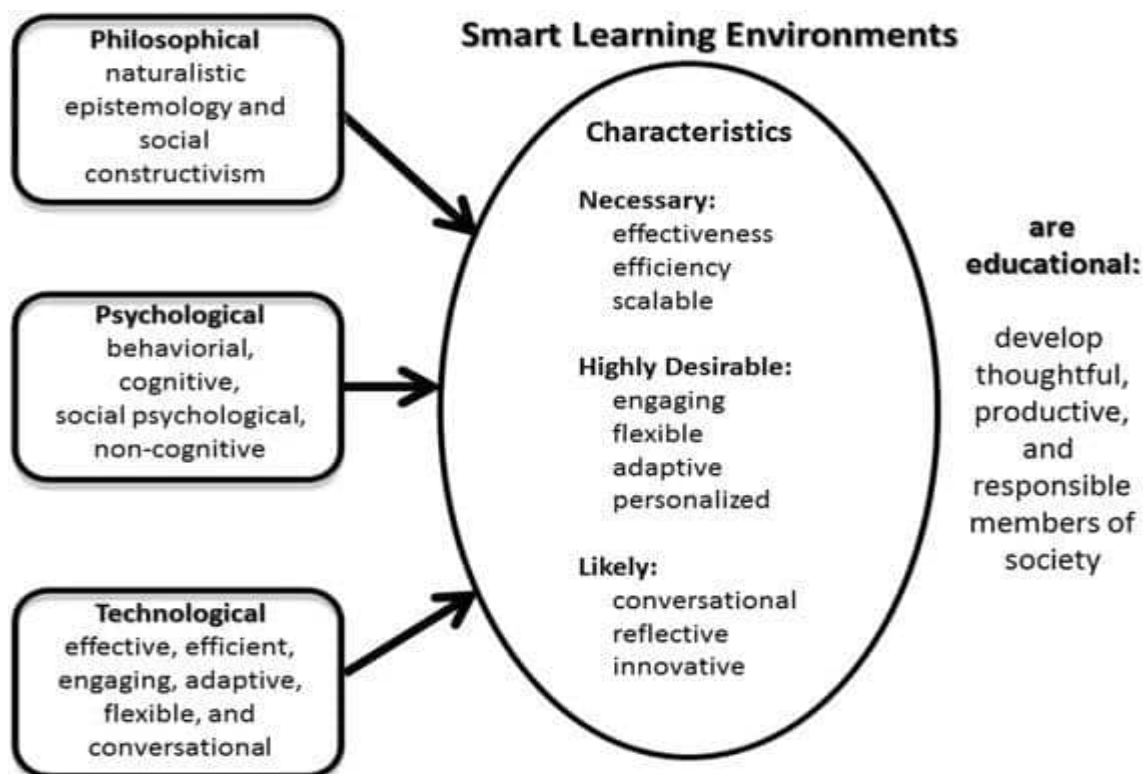 Philosophical
naturalistic
epistemology and
social
constructivism
Psychological
behaviorial,
cognitive,
social psychological,
non-cognitive
Technological
effective, efficient,
engaging, adaptive,
flexible, and
conversational
Smart Learning Environments
Characteristics
Necessary:
effectiveness
efficiency
scalable
Highly Desirable:
engaging
flexible
adaptive
personalized
Likely:
conversational
reflective
innovative
are
educational:
develop
thoughtful,
productive,
and
responsible
members of
society